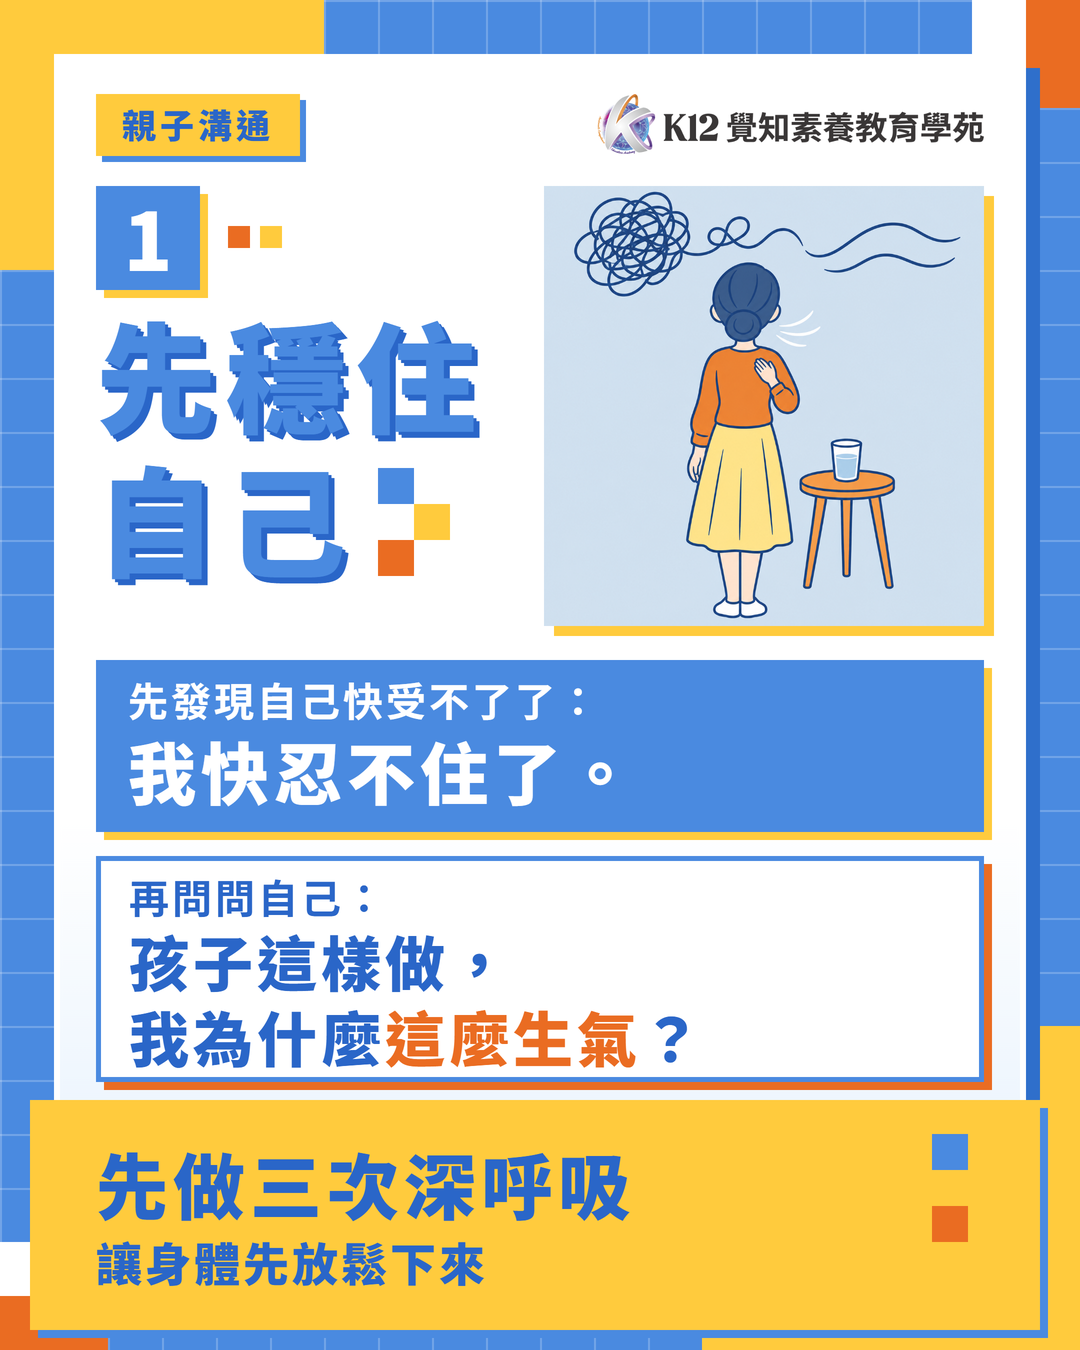 親子溝通
K12 覺知素養教育學苑
1
先穩住
自己
先發現自己快受不了了：
我快忍不住了。
再問問自己：
孩子這樣做，
我為什麼這麼生氣？
先做三次深呼吸
讓身體先放鬆下來